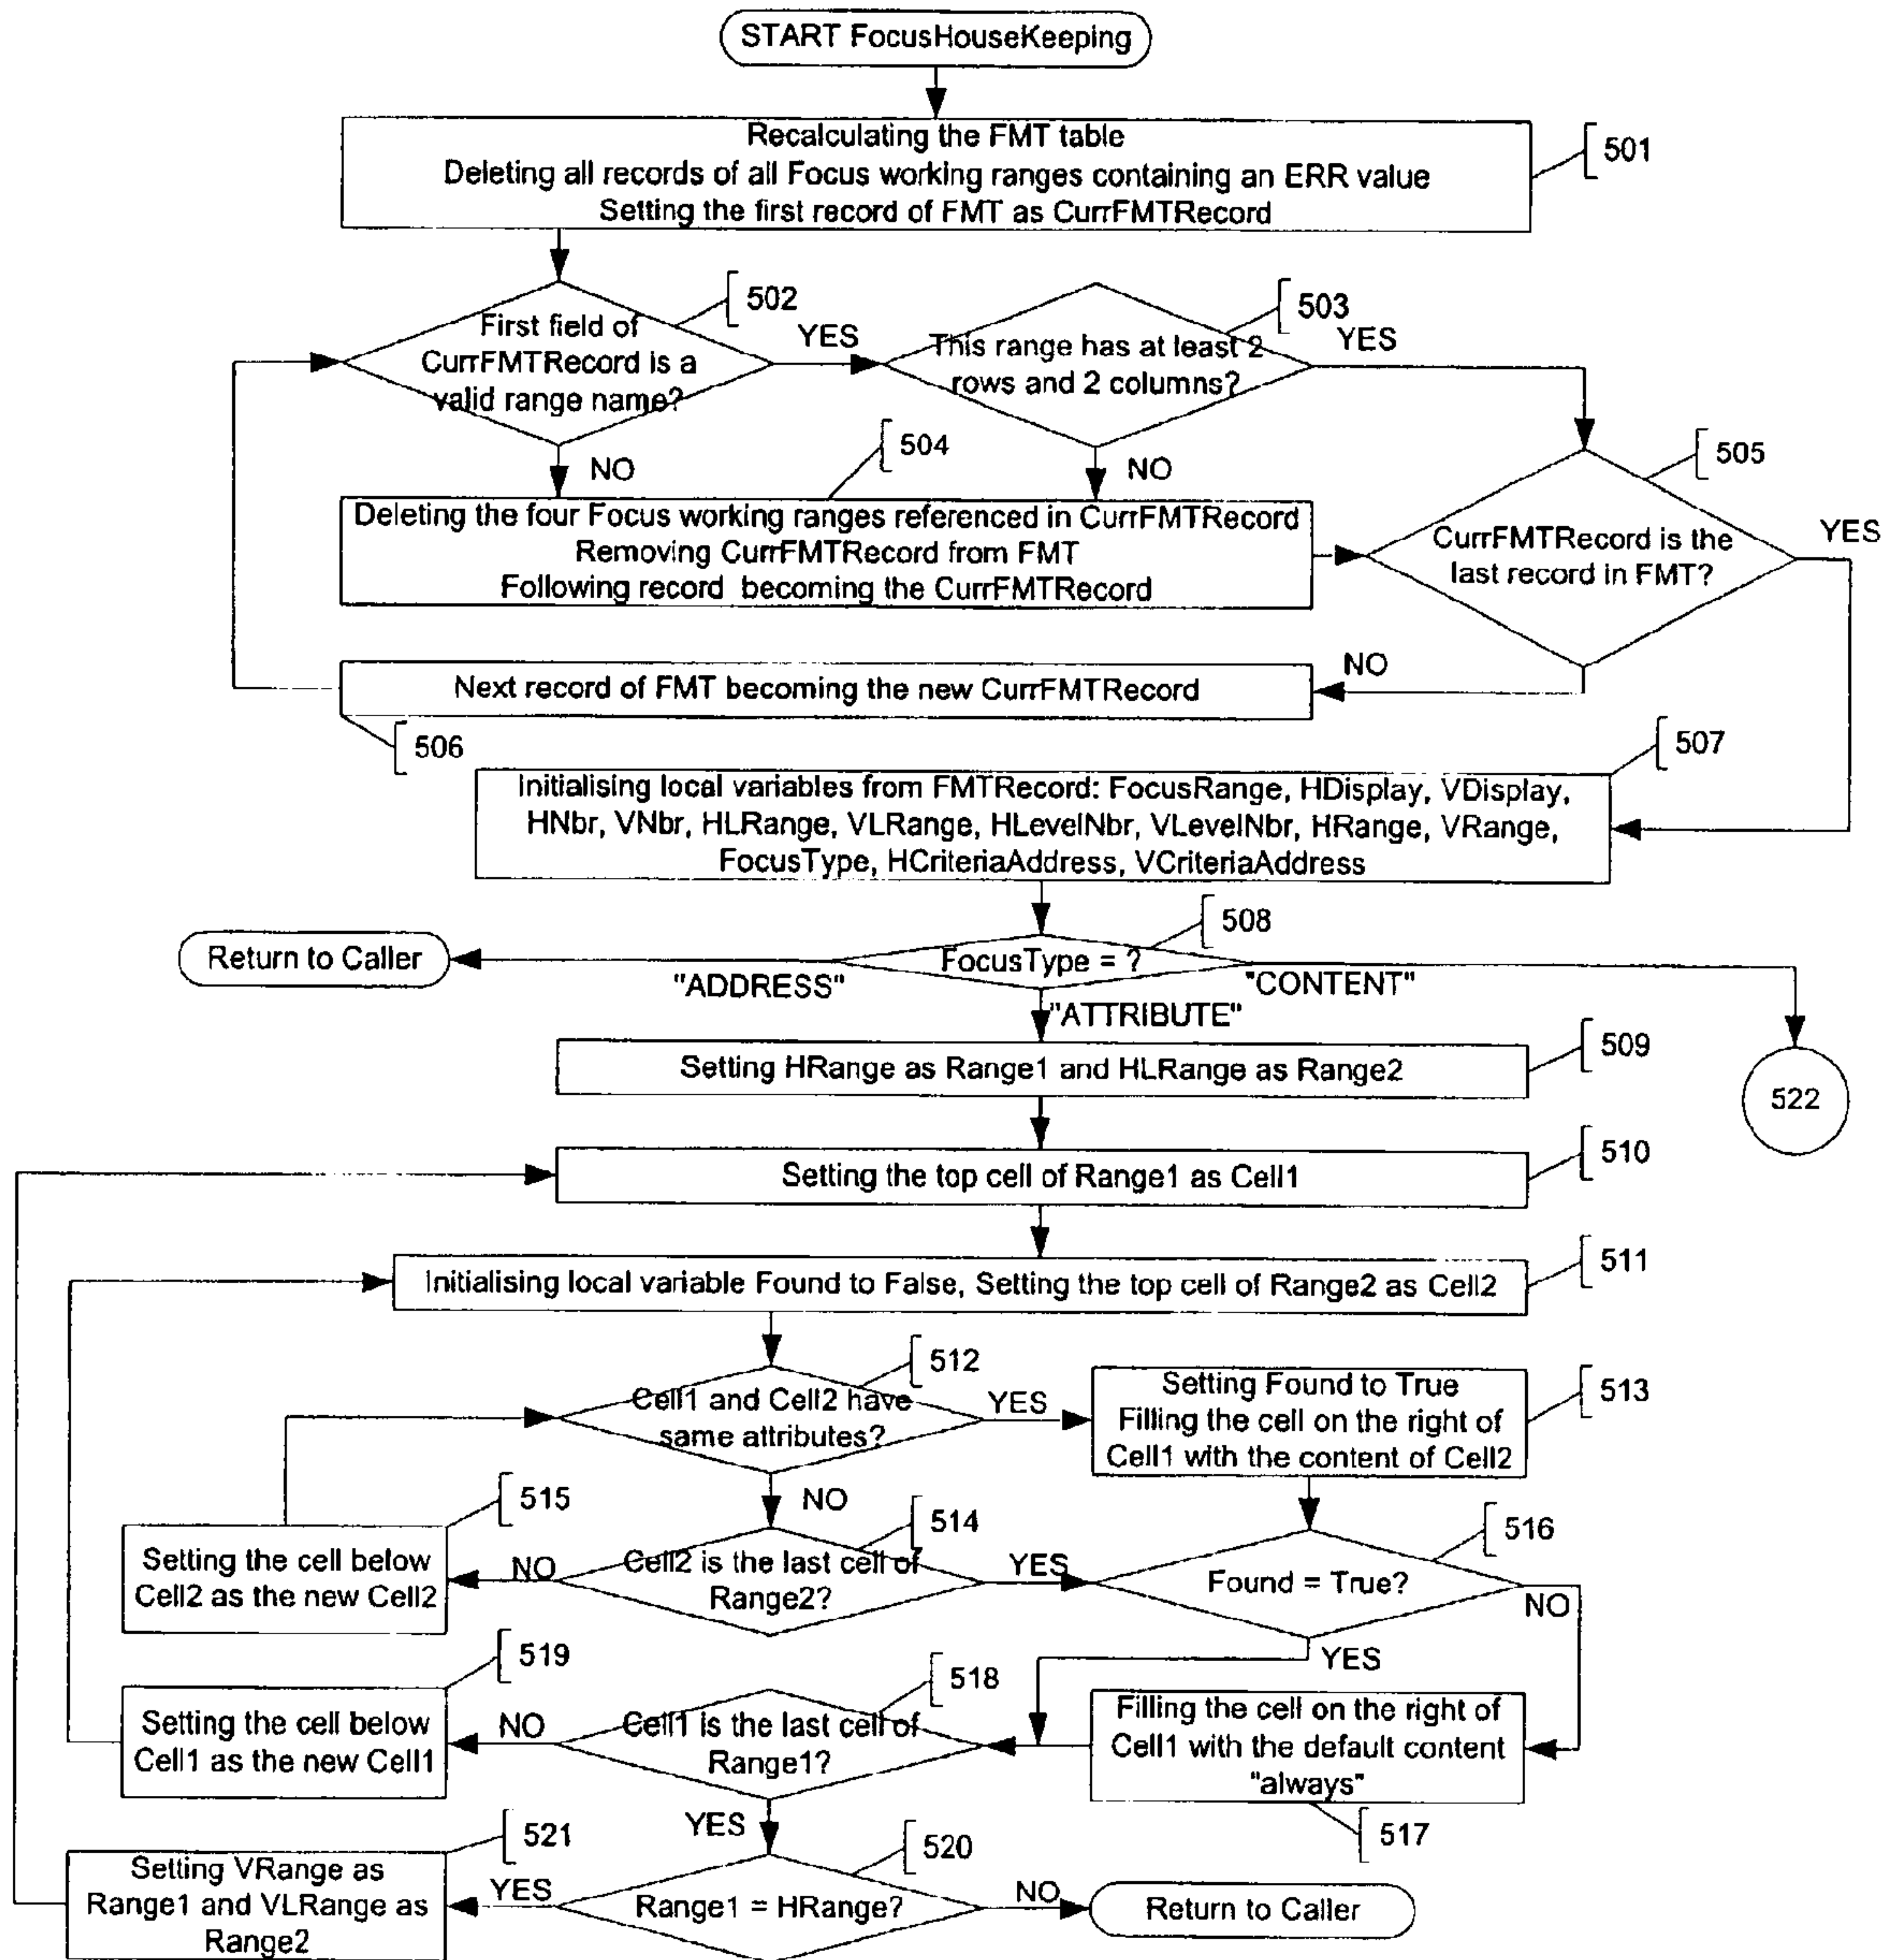 START FocusHouseKeeping
Recalculating the FMT table
Deleting all records of all Focus working ranges containing an ERR value
Setting the first record of FMT as CurrFMTRecord
501
502
First field of
CurrFMTRecord is a
valid range name?
YES
503
This range has at least 2
rows and 2 columns?
YES
NO
504
NO
505
Deleting the four Focus working ranges referenced in CurrFMTRecord
Removing CurrFMTRecord from FMT
Following record becoming the CurrFMTRecord
CurrFMTRecord is the
last record in FMT?
YES
NO
Next record of FMT becoming the new CurrFMTRecord
506
507
Initialising local variables from FMTRecord: FocusRange, HDisplay, VDisplay,
HNbr, VNbr, HLRange, VLRange, HLevelNbr, VLevelNbr, HRange, VRange,
FocusType, HCriteriaAddress, VCriteriaAddress
508
Return to Caller
FocusType = ?
"ADDRESS"
"CONTENT"
"ATTRIBUTE"
509
Setting HRange as Range1 and HLRange as Range2
522
510
Setting the top cell of Range1 as Cell1
511
Initialising local variable Found to False, Setting the top cell of Range2 as Cell2
512
Cell1 and Cell2 have
same attributes?
YES
Setting Found to True
Filling the cell on the right of
Cell1 with the content of Cell2
513
NO
515
514
516
Setting the cell below
Cell2 as the new Cell2
NO
Cell2 is the last cell of
Range2?
YES
Found = True?
NO
YES
519
518
Setting the cell below
Cell1 as the new Cell1
NO
Cell1 is the last cell of
Range1?
Filling the cell on the right of
Cell1 with the default content
"always"
517
YES
521
520
Setting VRange as
Range1 and VLRange as
Range2
YES
Range1 = HRange?
NO
Return to Caller